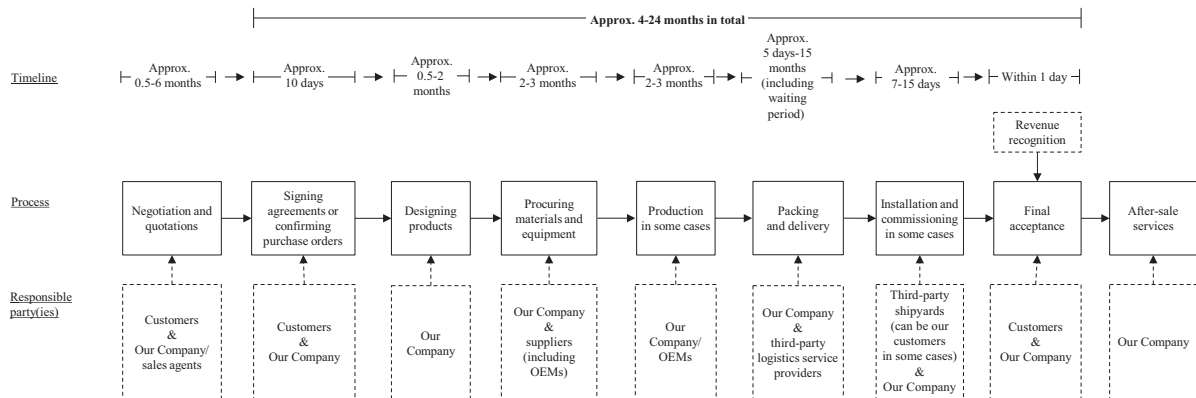 Approx. 4-24 months in total
Timeline
Approx.
0.5-6 months
Approx.
10 days
Approx.
0.5-2
months
Approx.
2-3 months
Approx.
2-3 months
Approx.
5 days-15
months
(including
waiting
period)
Approx.
7-15 days
Within 1 day
Revenue
recognition
Process
Negotiation and
quotations
Signing
agreements or
confirming
purchase orders
Designing
products
Procuring
materials and
equipment
Production
in some cases
Packing
and delivery
Installation and
commissioning
in some cases
Final
acceptance
After-sale
services
Responsible
party(ies)
Customers
&
Our Company/
sales agents
Customers
&
Our Company
Our
Company
Our Company
&
suppliers
(including
OEMs)
Our
Company/
OEMs
Our Company
&
third-party
logistics service
providers
Third-party
shipyards
(can be our
customers
in some cases)
&
Our Company
Customers
&
Our Company
Our Company